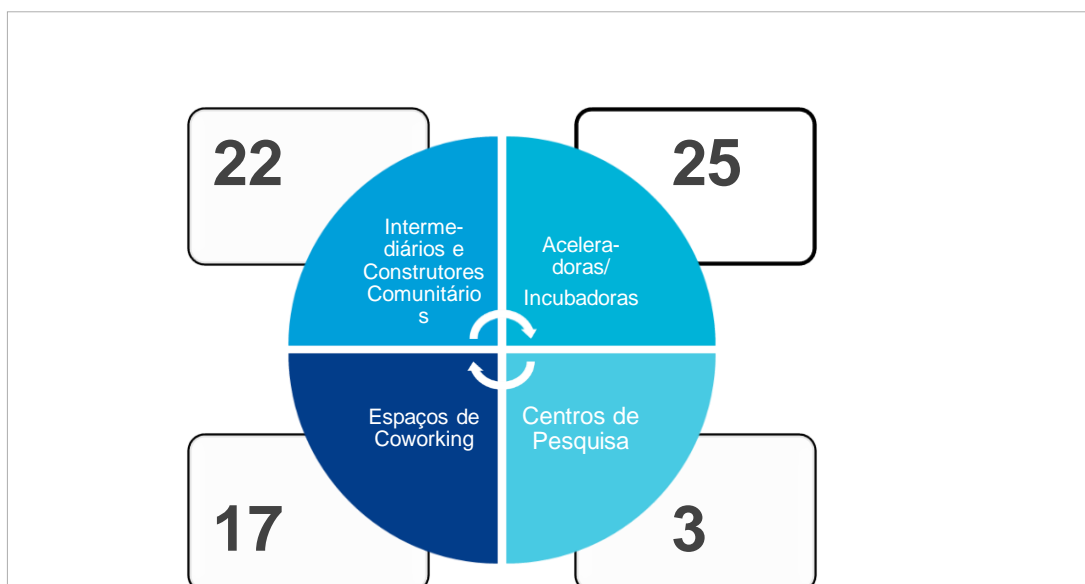 22
25
Interme-
diários e
Construtores
Comunitário
s
Acelera-
doras/
Incubadoras
Espaços de
Coworking
Centros de
Pesquisa
17
3